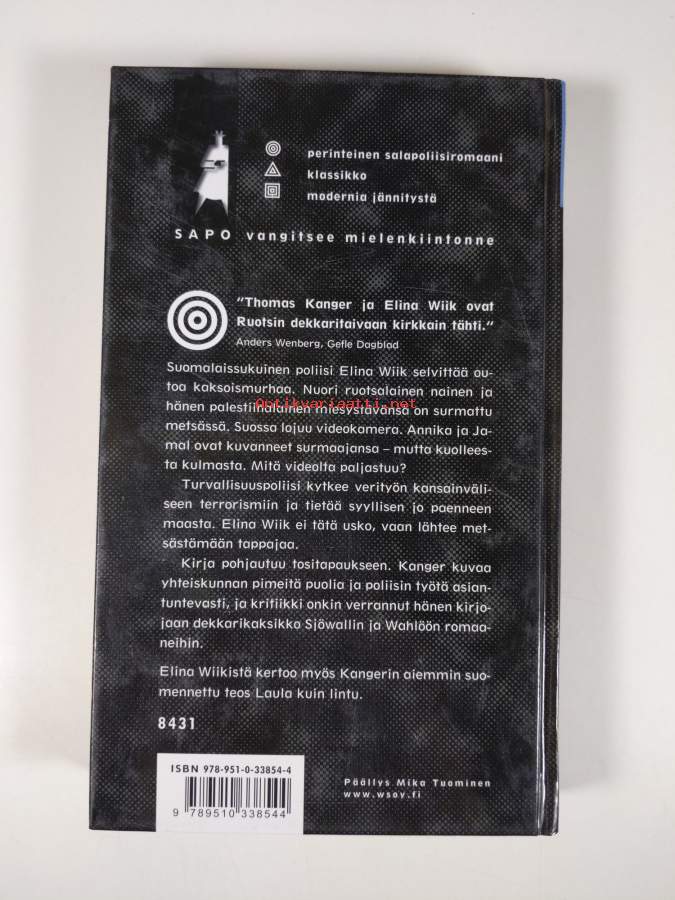 perinteinen salapoliisiromaani
klassikko
modernia jännitystä
SAPO vangitsee mielenkiintonne
"Thomas Kanger ja Elina Wiik ovat
Ruotsin dekkaritaivaan kirkkain tähti."
Anders Wenberg, Gefle Dagblad
Suomalaissukuinen poliisi Elina Wiik selvittää ou-
toa kaksoismurhaa. Nuori ruotsalainen nainen ja
hänen palestiinalainen miesystävänsä on surmattu
Antikvariaatti.net
metsässä. Suossa lojuu videokamera. Annika ja Ja-
mal ovat kuvanneet surmaajansa – mutta kuollees-
ta kulmasta. Mitä videolta paljastuu?
Turvallisuuspoliisi kytkee verityön kansainväli-
seen terrorismiin ja tietää syyllisen jo paenneen
maasta. Elina Wiik ei tätä usko, vaan lähtee met-
sästämään tappajaa.
Kirja pohjautuu tositapaukseen. Kanger kuvaa
yhteiskunnan pimeitä puolia ja poliisin työtä asian-
tuntevasti, ja kritiikki onkin verrannut hänen kirjo-
jaan dekkarikaksikko Sjöwallin ja Wahlöön romaa-
neihin.
Elina Wiikistä kertoo myös Kangerin aiemmin suo-
mennettu teos Laula kuin lintu.
8431
ISBN 978-951-0-33854-4
9 789510 338544
Päällys Mika Tuominen
www.wsoy.fi